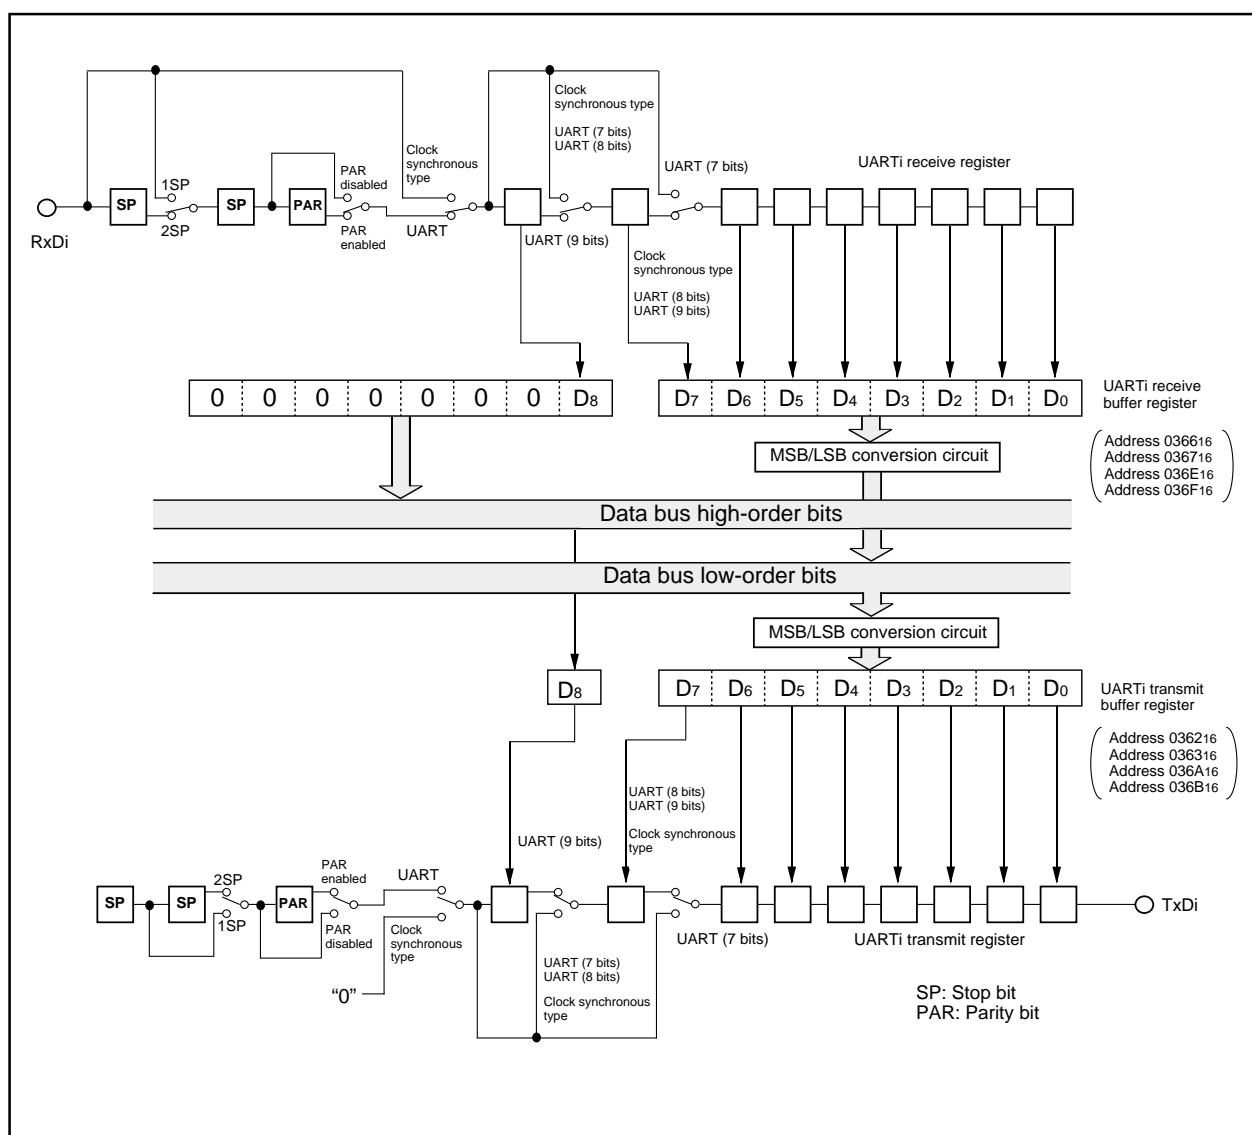 Clock
synchronous type
UART (7 bits)
UART (8 bits)
PAR
disabled
Clock
synchronous
type
UART (7 bits)
UARTi receive register
SP
1SP
2SP
SP
PAR
PAR
enabled
UART
UART (9 bits)
RxDi
Clock
synchronous type
UART (8 bits)
UART (9 bits)
0 0 0 0 0 0 0 D8
D7 D6 D5 D4 D3 D2 D1 D0
UARTi receive
buffer register
MSB/LSB conversion circuit
Address 036616
Address 036716
Address 036E16
Address 036F16
Data bus high-order bits
Data bus low-order bits
MSB/LSB conversion circuit
D8
D7 D6 D5 D4 D3 D2 D1 D0
UARTi transmit
buffer register
Address 036216
Address 036316
Address 036A16
Address 036B16
UART (8 bits)
UART (9 bits)
Clock synchronous
type
UART (9 bits)
PAR
enabled
UART
2SP
SP
SP
1SP
PAR
PAR
disabled
Clock
synchronous
type
TxDi
UART (7 bits)
UARTi transmit register
UART (7 bits)
UART (8 bits)
Clock synchronous
type
“0”
SP: Stop bit
PAR: Parity bit